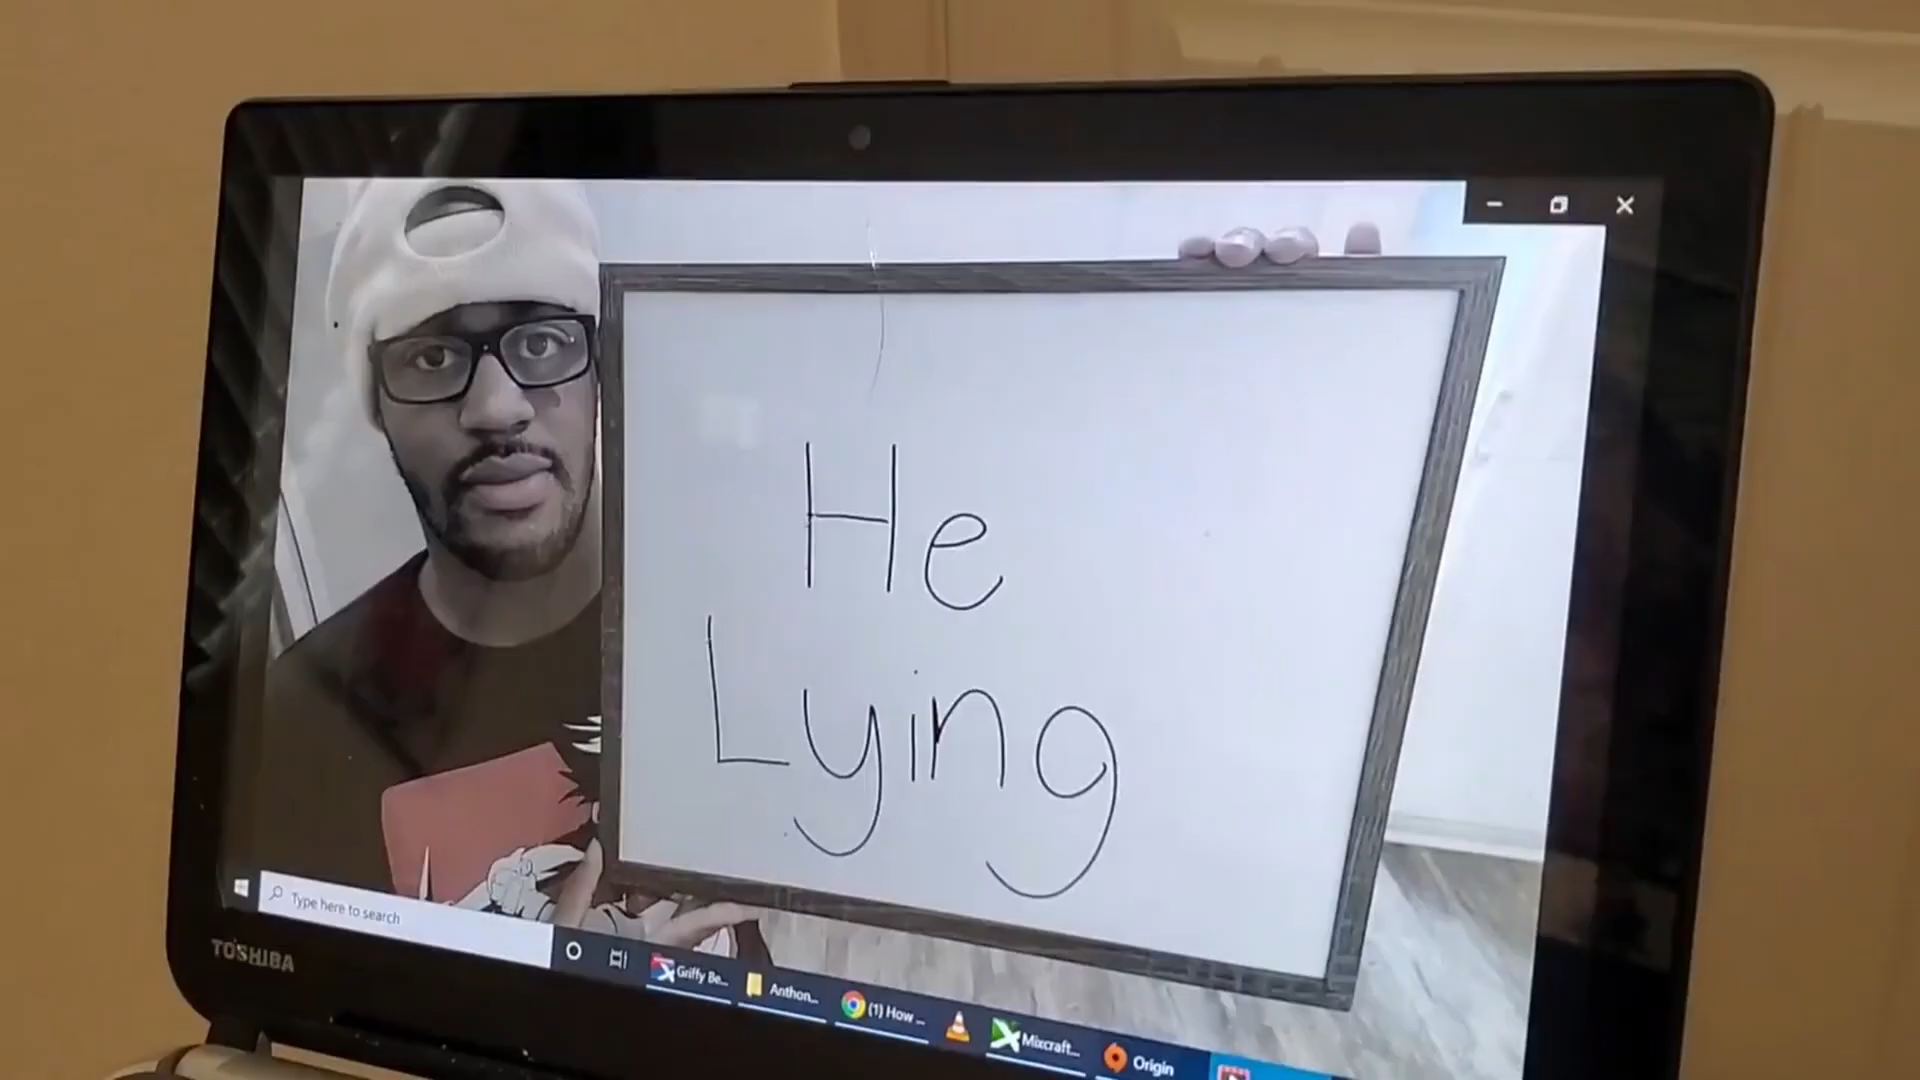 He
Lying
Type here to search
TOSHIBA
Griffy Be...
Anthon...
(1) How ...
Mixcraft...
Origin